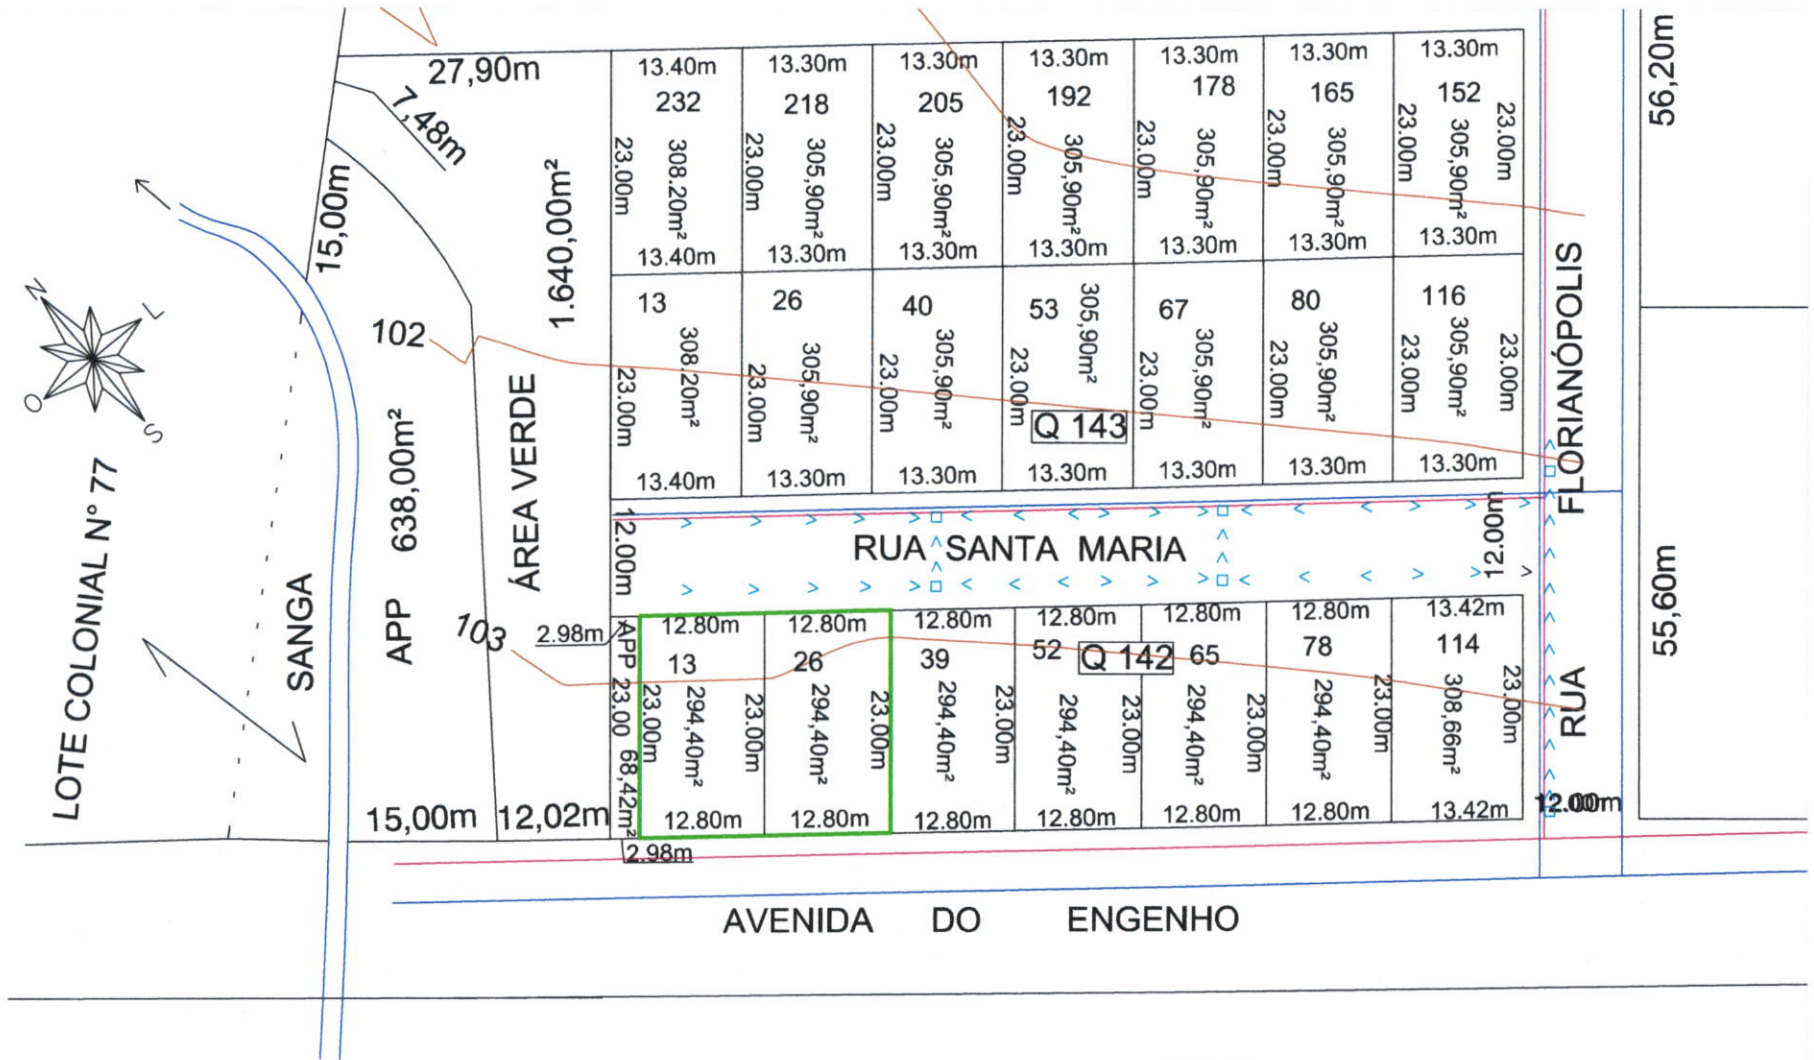 27,90m
7,48m
15,00m
1.640,00m²
13.40m
13.30m
13.30m
13.30m
13.30m
13.30m
13.30m
232
218
205
192
178
165
152
23.00m
308.20m²
23.00m
305,90m²
23.00m
305,90m²
23.00m
305,90m²
23.00m
305,90m²
23.00m
305,90m²
23.00m
305,90m²
23.00m
13.40m
13.30m
13.30m
13.30m
13.30m
13.30m
13.30m
56,20m
N
L
O
S
102
13
26
40
53
67
80
116
23.00m
308.20m²
23.00m
305,90m²
23.00m
305,90m²
23.00m
305,90m²
23.00m
305,90m²
23.00m
305,90m²
23.00m
305,90m²
23.00m
Q 143
13.40m
13.30m
13.30m
13.30m
13.30m
13.30m
13.30m
LOTE COLONIAL N° 77
SANGA
APP 638,00m²
ÁREA VERDE
12.00m
RUA SANTA MARIA
12.00m
RUA FLORIANÓPOLIS
55,60m
103
2.98m
APP 23.00 68,42m²
12.80m
12.80m
12.80m
12.80m
12.80m
12.80m
13.42m
13
26
39
52
Q 142
65
78
114
23.00m
294,40m²
23.00m
294,40m²
23.00m
294,40m²
23.00m
294,40m²
23.00m
294,40m²
23.00m
294,40m²
23.00m
308,66m²
23.00m
15,00m
12,02m
12.80m
12.80m
12.80m
12.80m
12.80m
12.80m
13.42m
12.00m
2.98m
AVENIDA DO ENGENHO